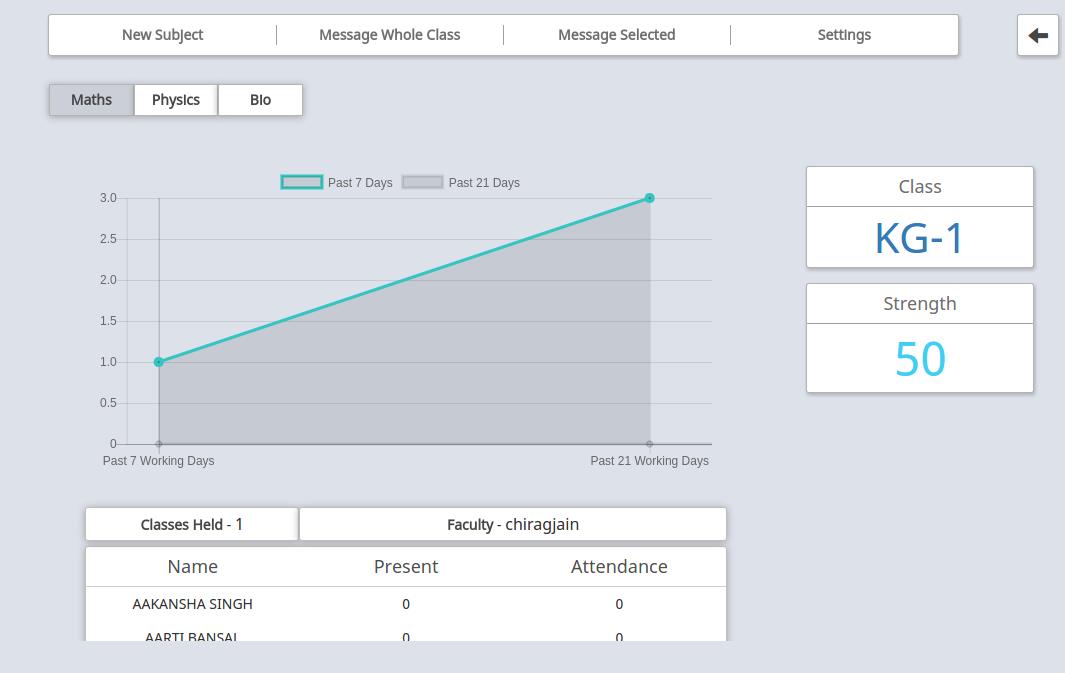 New Subject Message Whole Class Message Selected Settings
Maths Physics Bio
Past 7 Days Past 21 Days
3.0
2.5
2.0
1.5
1.0
0.5
0
Past 7 Working Days Past 21 Working Days
Class
KG-1
Strength
50
Classes Held - 1 Faculty - chiragjain
Name Present Attendance
AAKANSHA SINGH 0 0
AARTI BANSAL 0 0